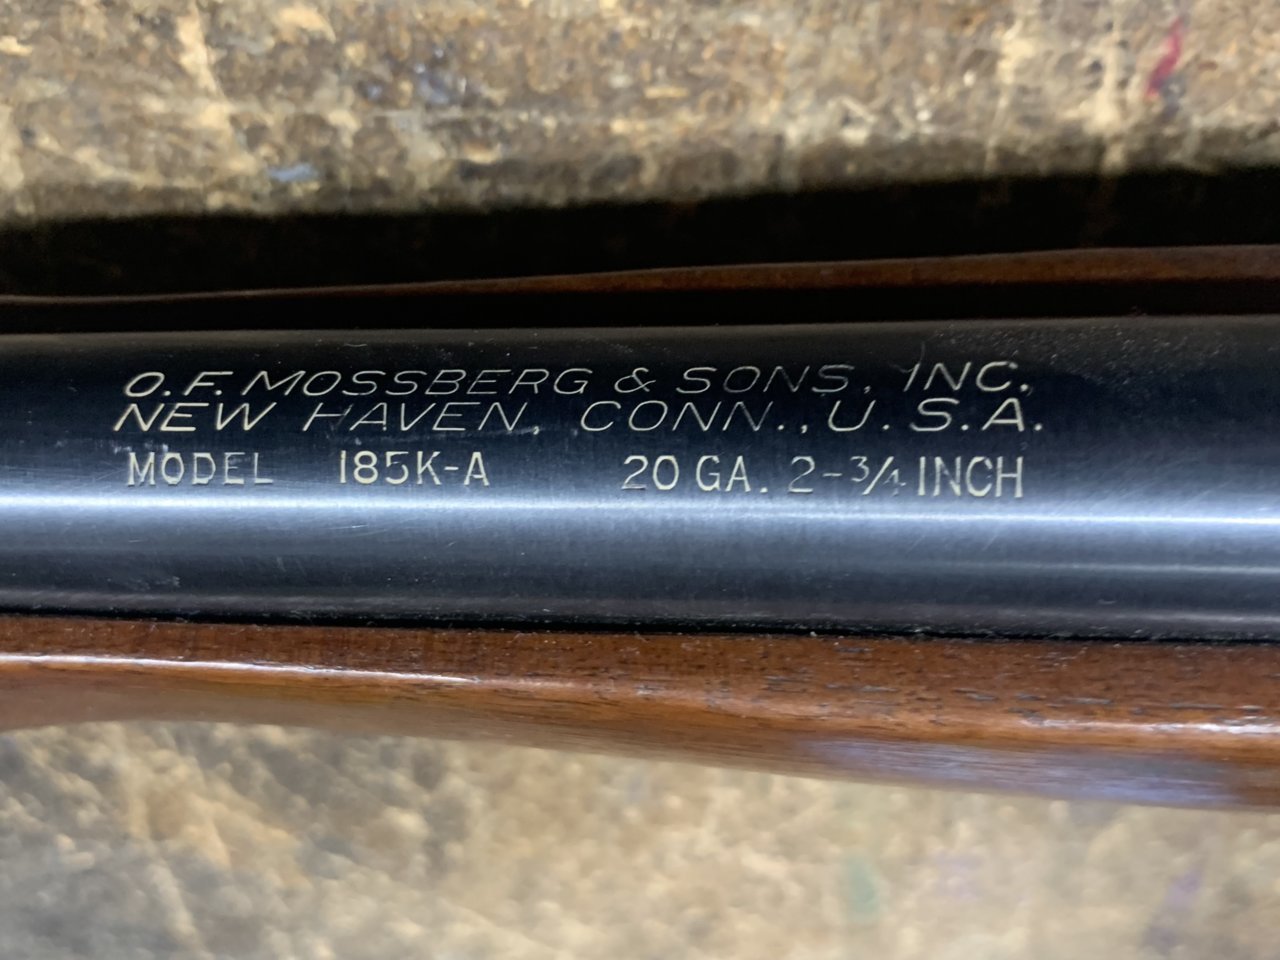 O.F. MOSSBERG & SONS, INC.
NEW HAVEN, CONN., U.S.A.
MODEL 185K-A 20 GA. 2-3/4 INCH